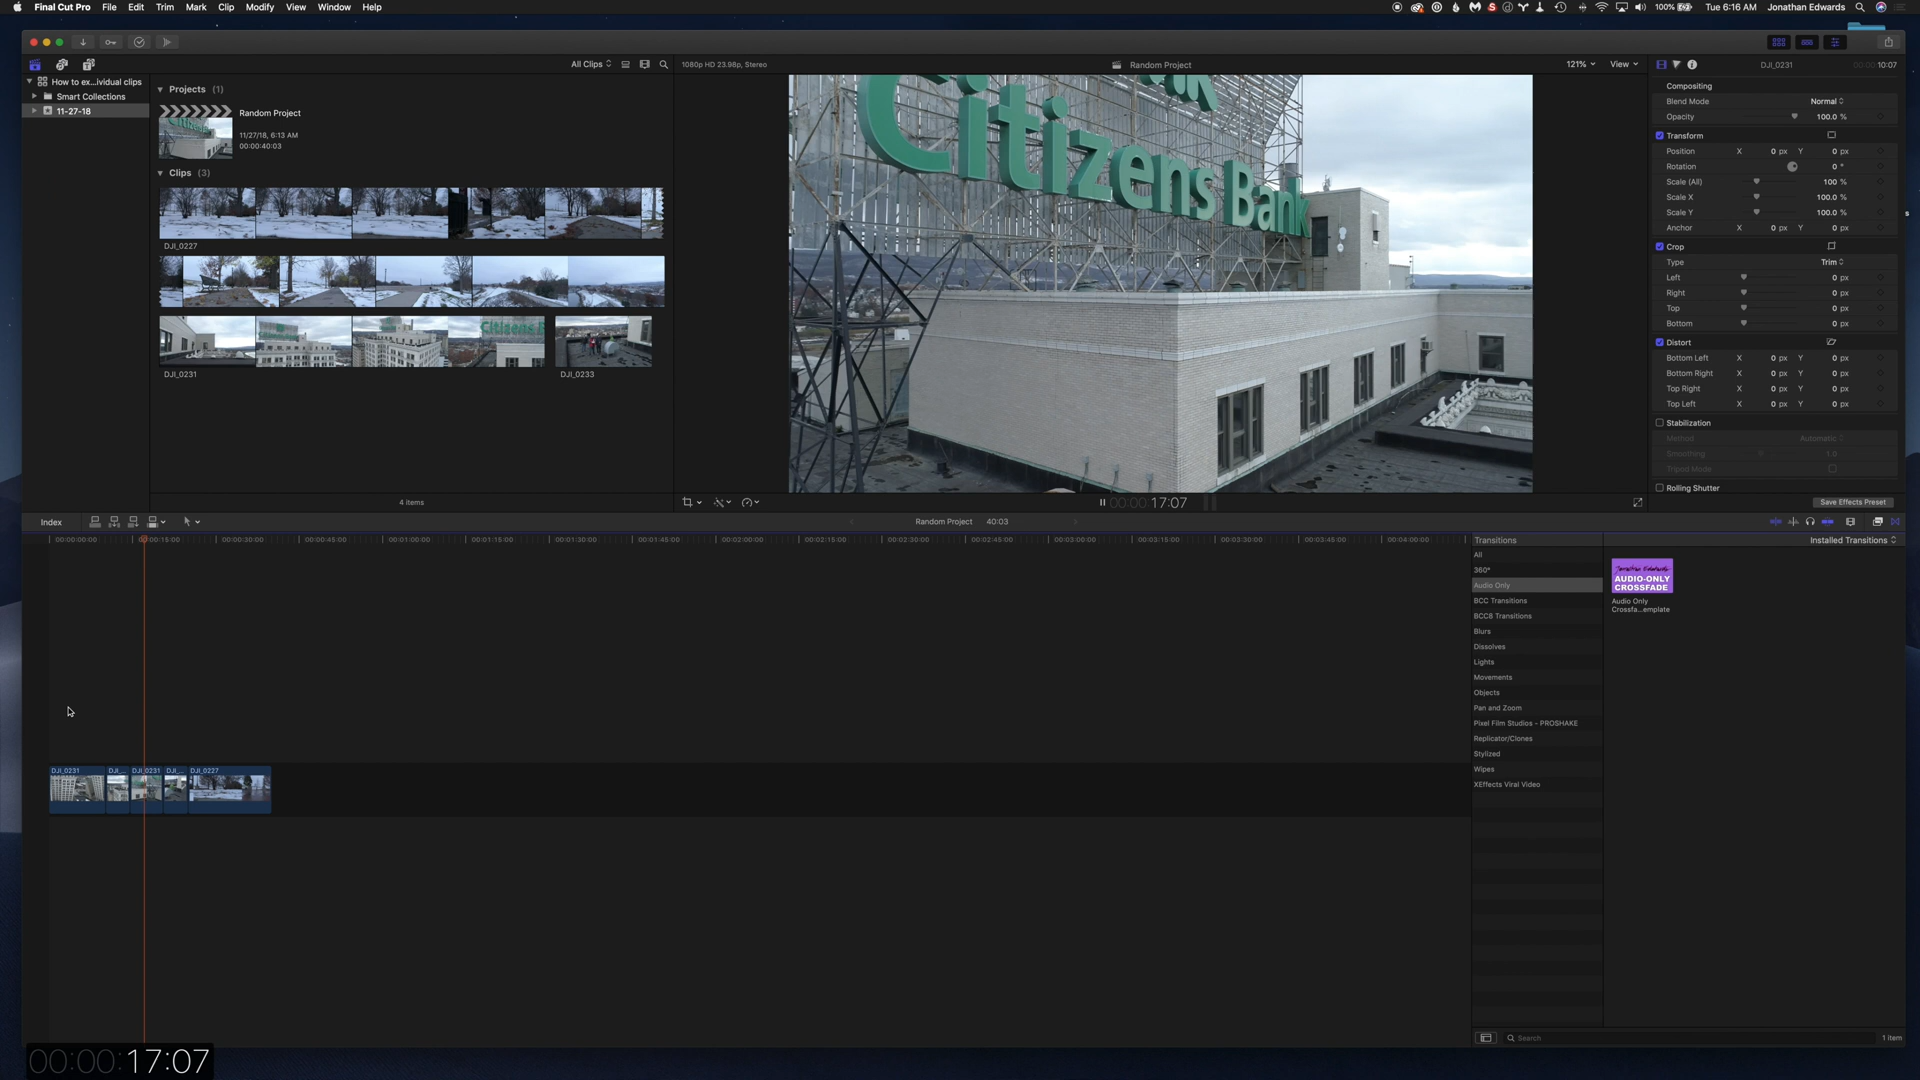 Final Cut Pro File Edit Trim Mark Clip Modify View Window Help
100% Tue 6:16 AM Jonathan Edwards
All Clips
1080p HD 23.98p, Stereo
Random Project
121%
View
DJI_0231
00:00:10:07
How to ex...ividual clips
Smart Collections
11-27-18
Projects (1)
Random Project
11/27/18, 6:13 AM
00:00:40:03
Clips (3)
DJI_0227
DJI_0231
DJI_0233
4 items
Citizens Bank
00:00:17:07
Compositing
Blend Mode Normal
Opacity 100.0 %
Transform
Position X 0 px Y 0 px
Rotation 0 °
Scale (All) 100 %
Scale X 100.0 %
Scale Y 100.0 %
Anchor X 0 px Y 0 px
Crop
Type Trim
Left 0 px
Right 0 px
Top 0 px
Bottom 0 px
Distort
Bottom Left X 0 px Y 0 px
Bottom Right X 0 px Y 0 px
Top Right X 0 px Y 0 px
Top Left X 0 px Y 0 px
Stabilization
Method Automatic
Smoothing 1.0
Tripod Mode
Rolling Shutter
Save Effects Preset
Index
Random Project 40:03
00:00:00:00 00:00:15:00 00:00:30:00 00:00:45:00 00:01:00:00 00:01:15:00 00:01:30:00 00:01:45:00 00:02:00:00 00:02:15:00 00:02:30:00 00:02:45:00 00:03:00:00 00:03:15:00 00:03:30:00 00:03:45:00 00:04:00:00
DJI_0231 DJI_... DJI_0231 DJI_... DJI_0227
Transitions
Installed Transitions
All
360°
Audio Only
BCC Transitions
BCC8 Transitions
Blurs
Dissolves
Lights
Movements
Objects
Pan and Zoom
Pixel Film Studios - PROSHAKE
Replicator/Clones
Stylized
Wipes
XEffects Viral Video
Jonathan Edwards
AUDIO-ONLY
CROSSFADE
Audio Only
Crossfa...emplate
Search
1 item
00:00:17:07